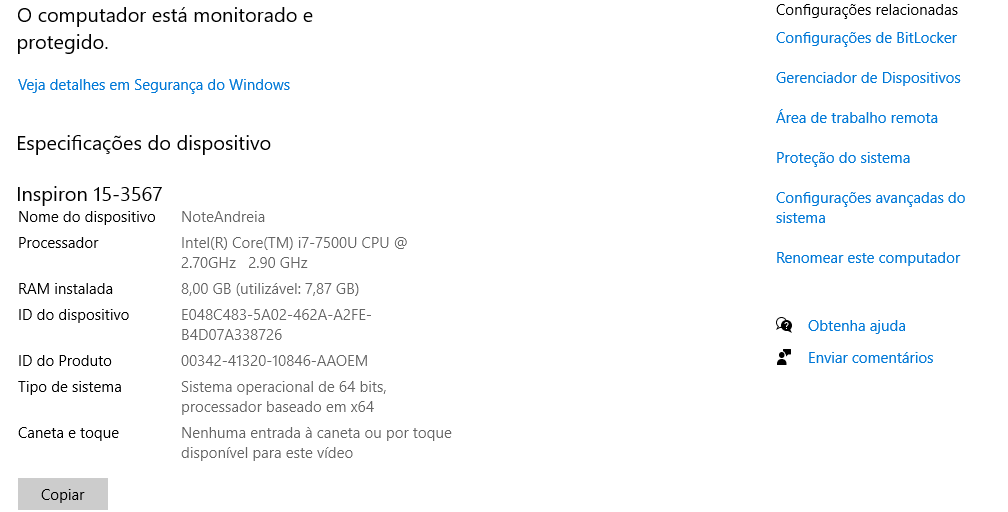 O computador está monitorado e
protegido.
Veja detalhes em Segurança do Windows
Especificações do dispositivo
Inspiron 15-3567
Nome do dispositivo NoteAndreia
Processador Intel(R) Core(TM) i7-7500U CPU @
2.70GHz 2.90 GHz
RAM instalada 8,00 GB (utilizável: 7,87 GB)
ID do dispositivo E048C483-5A02-462A-A2FE-
B4D07A338726
ID do Produto 00342-41320-10846-AAOEM
Tipo de sistema Sistema operacional de 64 bits,
processador baseado em x64
Caneta e toque Nenhuma entrada à caneta ou por toque
disponível para este vídeo
Copiar
Configurações relacionadas
Configurações de BitLocker
Gerenciador de Dispositivos
Área de trabalho remota
Proteção do sistema
Configurações avançadas do
sistema
Renomear este computador
Obtenha ajuda
Enviar comentários